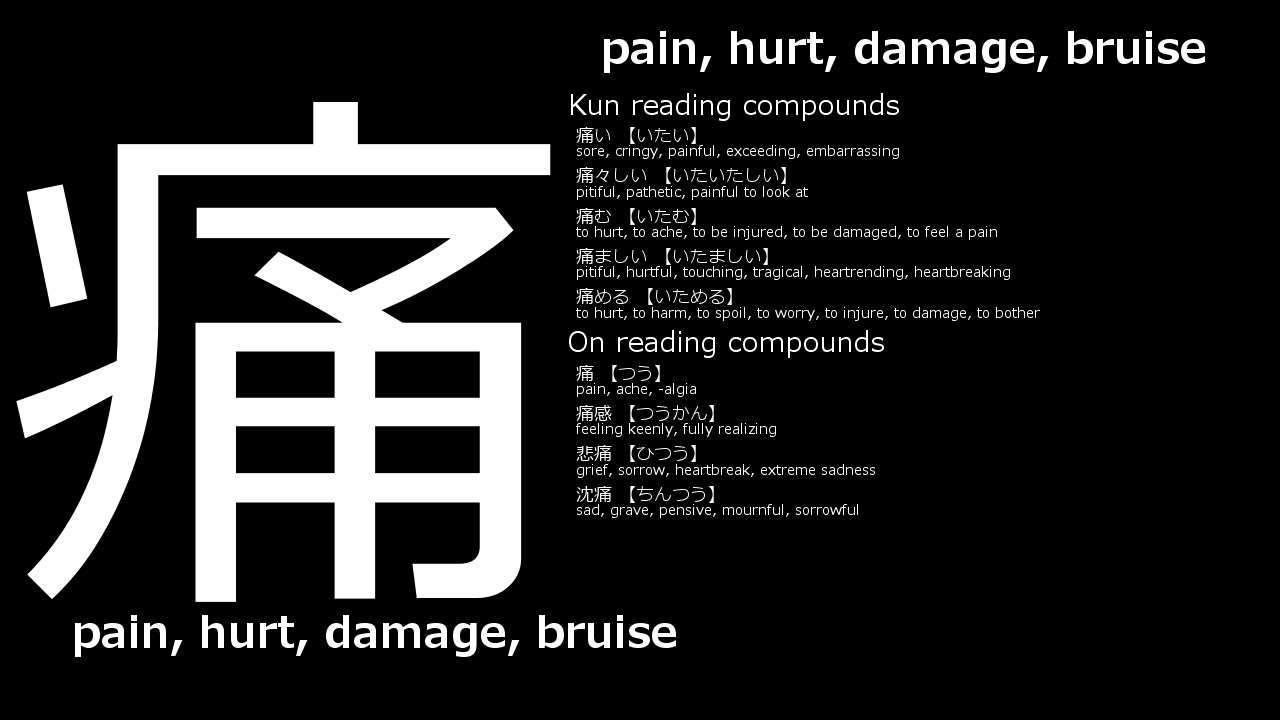 pain, hurt, damage, bruise
痛
Kun reading compounds
痛い 【いたい】
sore, cringy, painful, exceeding, embarrassing
痛々しい 【いたいたしい】
pitiful, pathetic, painful to look at
痛む 【いたむ】
to hurt, to ache, to be injured, to be damaged, to feel a pain
痛ましい 【いたましい】
pitiful, hurtful, touching, tragical, heartrending, heartbreaking
痛める 【いためる】
to hurt, to harm, to spoil, to worry, to injure, to damage, to bother
On reading compounds
痛 【つう】
pain, ache, -algia
痛感 【つうかん】
feeling keenly, fully realizing
悲痛 【ひつう】
grief, sorrow, heartbreak, extreme sadness
沈痛 【ちんつう】
sad, grave, pensive, mournful, sorrowful
pain, hurt, damage, bruise